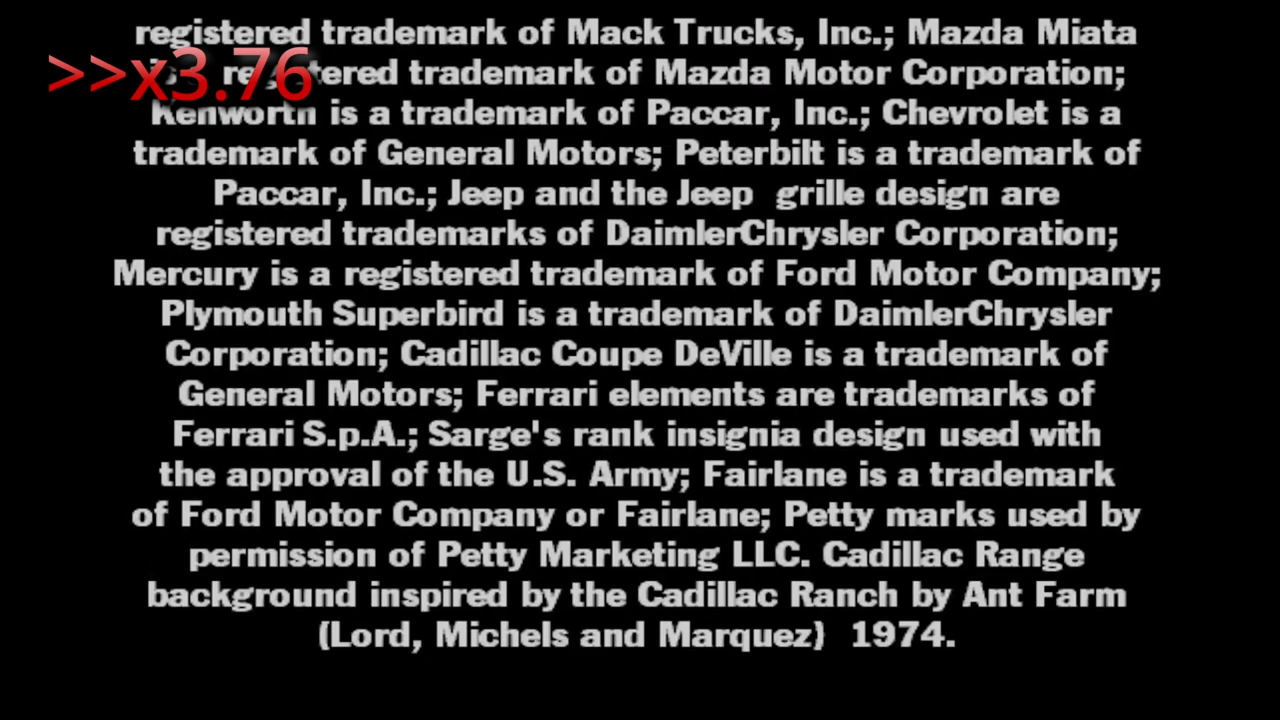 registered trademark of Mack Trucks, Inc.; Mazda Miata
>>x3.76
is registered trademark of Mazda Motor Corporation;
Kenworth is a trademark of Paccar, Inc.; Chevrolet is a
trademark of General Motors; Peterbilt is a trademark of
Paccar, Inc.; Jeep and the Jeep grille design are
registered trademarks of DaimlerChrysler Corporation;
Mercury is a registered trademark of Ford Motor Company;
Plymouth Superbird is a trademark of DaimlerChrysler
Corporation; Cadillac Coupe DeVille is a trademark of
General Motors; Ferrari elements are trademarks of
Ferrari S.p.A.; Sarge's rank insignia design used with
the approval of the U.S. Army; Fairlane is a trademark
of Ford Motor Company or Fairlane; Petty marks used by
permission of Petty Marketing LLC. Cadillac Range
background inspired by the Cadillac Ranch by Ant Farm
(Lord, Michels and Marquez) 1974.